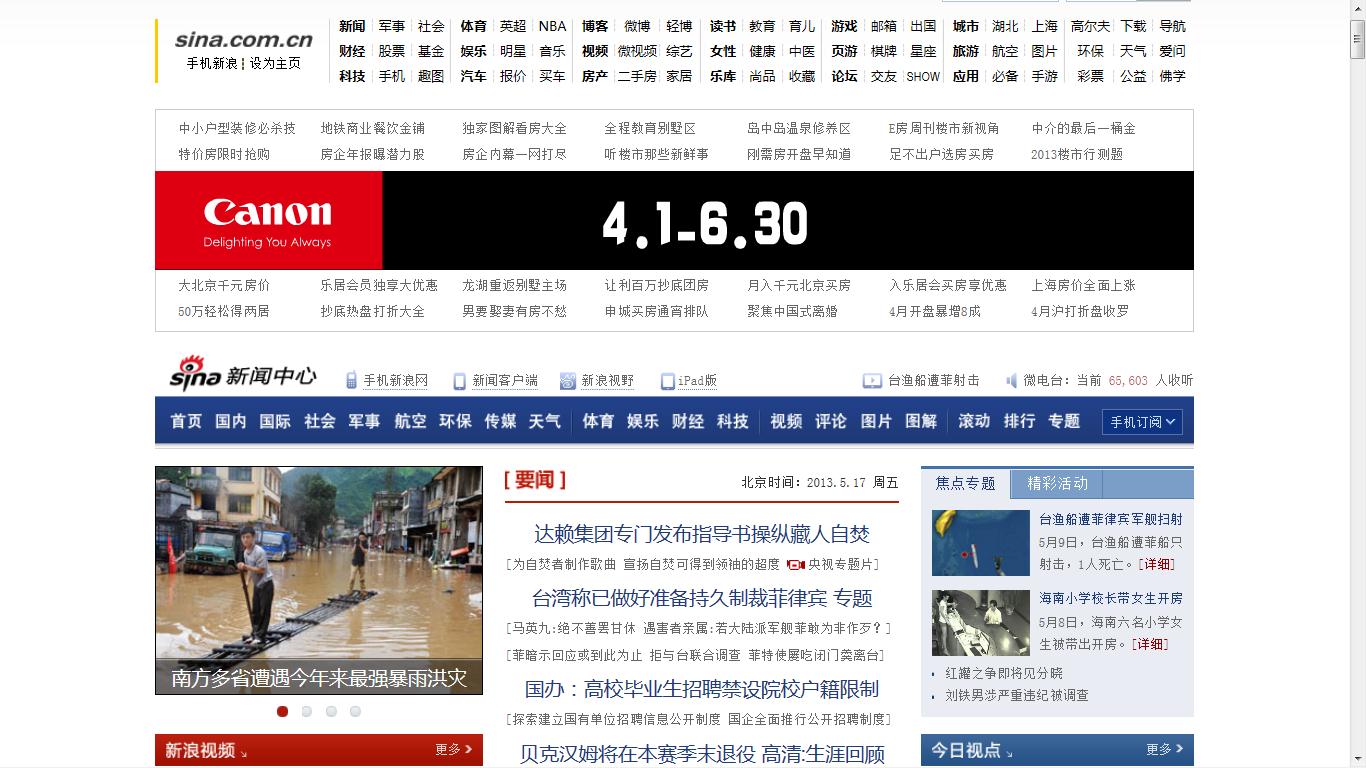 sina.com.cn
手机新浪 ┆ 设为主页
新闻 军事 社会 体育 英超 NBA 博客 微博 轻博 读书 教育 育儿 游戏 邮箱 出国 城市 湖北 上海 高尔夫 下载 导航
财经 股票 基金 娱乐 明星 音乐 视频 微视频 综艺 女性 健康 中医 页游 棋牌 星座 旅游 航空 图片 环保 天气 爱问
科技 手机 趣图 汽车 报价 买车 房产 二手房 家居 乐库 尚品 收藏 论坛 交友 SHOW 应用 必备 手游 彩票 公益 佛学
中小户型装修必杀技 地铁商业餐饮金铺 独家图解看房大全 全程教育别墅区 岛中岛温泉修养区 E房周刊楼市新视角 中介的最后一桶金
特价房限时抢购 房企年报曝潜力股 房企内幕一网打尽 听楼市那些新鲜事 刚需房开盘早知道 足不出户选房买房 2013楼市行测题
Canon
Delighting You Always
4.1-6.30
大北京千元房价 乐居会员独享大优惠 龙湖重返别墅主场 让利百万抄底团房 月入千元北京买房 入乐居会买房享优惠 上海房价全面上涨
50万轻松得两居 抄底热盘打折大全 男要娶妻有房不愁 申城买房通宵排队 聚焦中国式离婚 4月开盘暴增8成 4月沪打折盘收罗
sina 新闻中心 手机新浪网 新闻客户端 新浪视野 iPad版 台渔船遭菲射击 微电台：当前 65,603 人收听
首页 国内 国际 社会 军事 航空 环保 传媒 天气 体育 娱乐 财经 科技 视频 评论 图片 图解 滚动 排行 专题 手机订阅
南方多省遭遇今年来最强暴雨洪灾
新浪视频 更多
[ 要闻 ] 北京时间：2013.5.17 周五
达赖集团专门发布指导书操纵藏人自焚
[为自焚者制作歌曲 宣扬自焚可得到领袖的超度 央视专题片]
台湾称已做好准备持久制裁菲律宾 专题
[马英九:绝不善罢甘休 遇害者亲属:若大陆派军舰菲敢为非作歹？]
[菲暗示回应或到此为止 拒与台联合调查 菲特使屡吃闭门羹离台]
国办：高校毕业生招聘禁设院校户籍限制
[探索建立国有单位招聘信息公开制度 国企全面推行公开招聘制度]
贝克汉姆将在本赛季末退役 高清:生涯回顾
焦点专题 精彩活动
台渔船遭菲律宾军舰扫射
5月9日，台渔船遭菲船只
射击，1人死亡。[详细]
海南小学校长带女生开房
5月8日，海南六名小学女
生被带出开房。[详细]
红罐之争即将见分晓
刘铁男涉严重违纪被调查
今日视点 更多